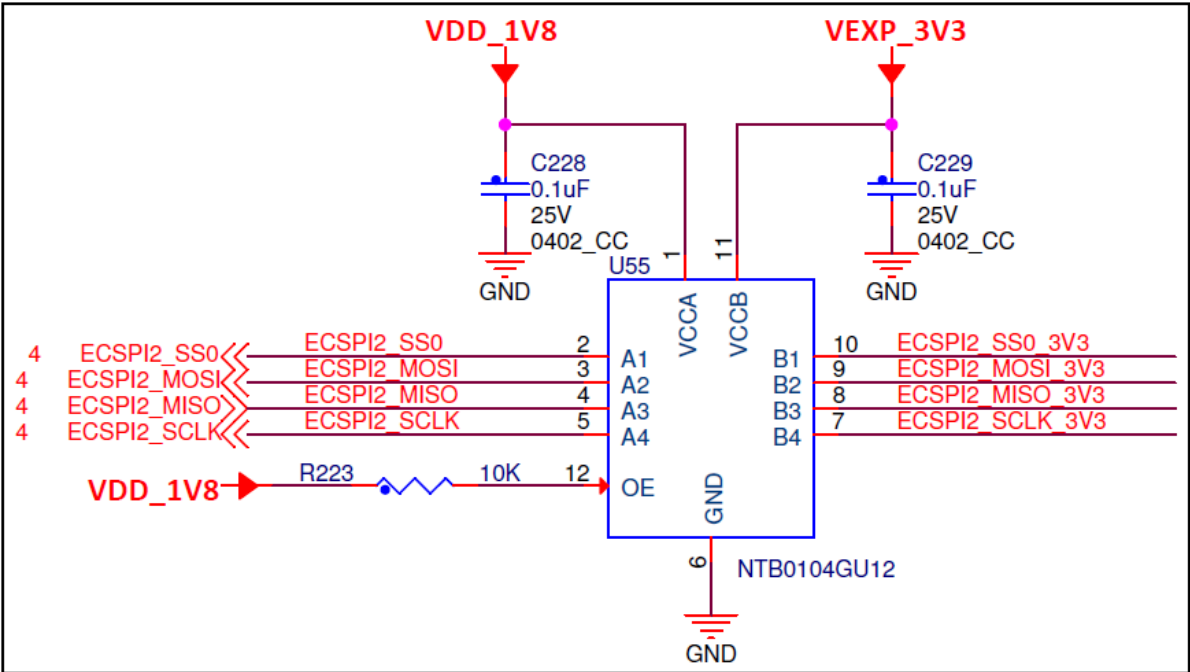 VDD_1V8
VEXP_3V3
C228
0.1uF
25V
0402_CC
GND
C229
0.1uF
25V
0402_CC
GND
U55
1
11
VCCA
VCCB
4 ECSPI2_SS0 ECSPI2_SS0 2 A1 B1 10 ECSPI2_SS0_3V3
4 ECSPI2_MOSI ECSPI2_MOSI 3 A2 B2 9 ECSPI2_MOSI_3V3
4 ECSPI2_MISO ECSPI2_MISO 4 A3 B3 8 ECSPI2_MISO_3V3
4 ECSPI2_SCLK ECSPI2_SCLK 5 A4 B4 7 ECSPI2_SCLK_3V3
VDD_1V8 R223 10K 12 OE
GND
6
NTB0104GU12
GND